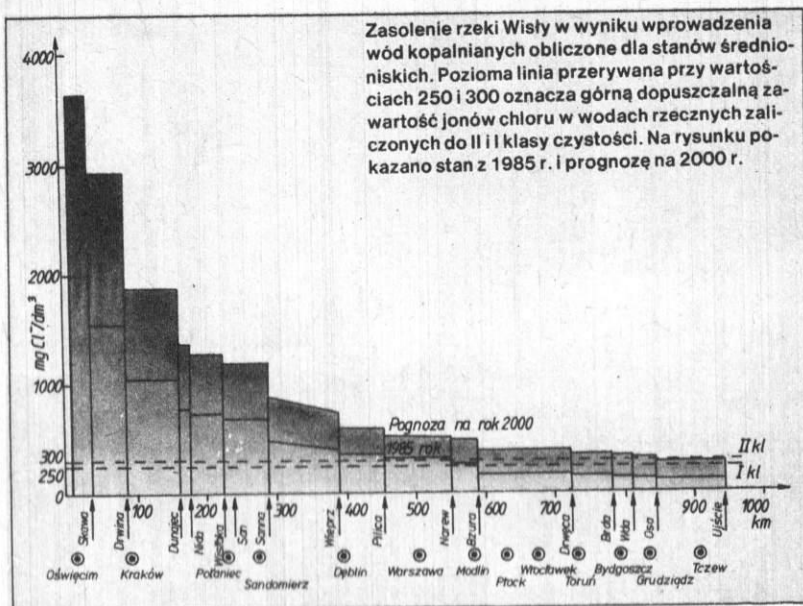 Zasolenie rzeki Wisły w wyniku wprowadzenia
wód kopalnianych obliczone dla stanów średnio-
niskich. Pozioma linia przerywana przy wartoś-
ciach 250 i 300 oznacza górną dopuszczalną za-
wartość jonów chloru w wodach rzecznych zali-
czonych do II i I klasy czystości. Na rysunku po-
kazano stan z 1985 r. i prognozę na 2000 r.
4000
3000
2000
1000
300
250
0
mg Cl⁻/dm³
Pognoza na rok 2000
1985 rok
II kl
I kl
100 200 300 400 500 600 700 800 900 1000
km
Skawa
Drwina
Dunajec
Nida
Wisłoka
San
Sanna
Wieprz
Pilica
Narew
Bzura
Drwęca
Brda
Wda
Osa
Ujście
Oświęcim
Kraków
Połaniec
Sandomierz
Dęblin
Warszawa
Modlin
Płock
Włocławek
Toruń
Bydgoszcz
Grudziądz
Tczew